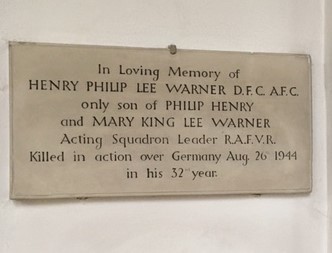 In Loving Memory of
HENRY PHILIP LEE WARNER D.F.C. A.F.C.
only son of PHILIP HENRY
and MARY KING LEE WARNER
Acting Squadron Leader R.A.F.V.R.
Killed in action over Germany Aug. 26 1944
in his 32nd year.